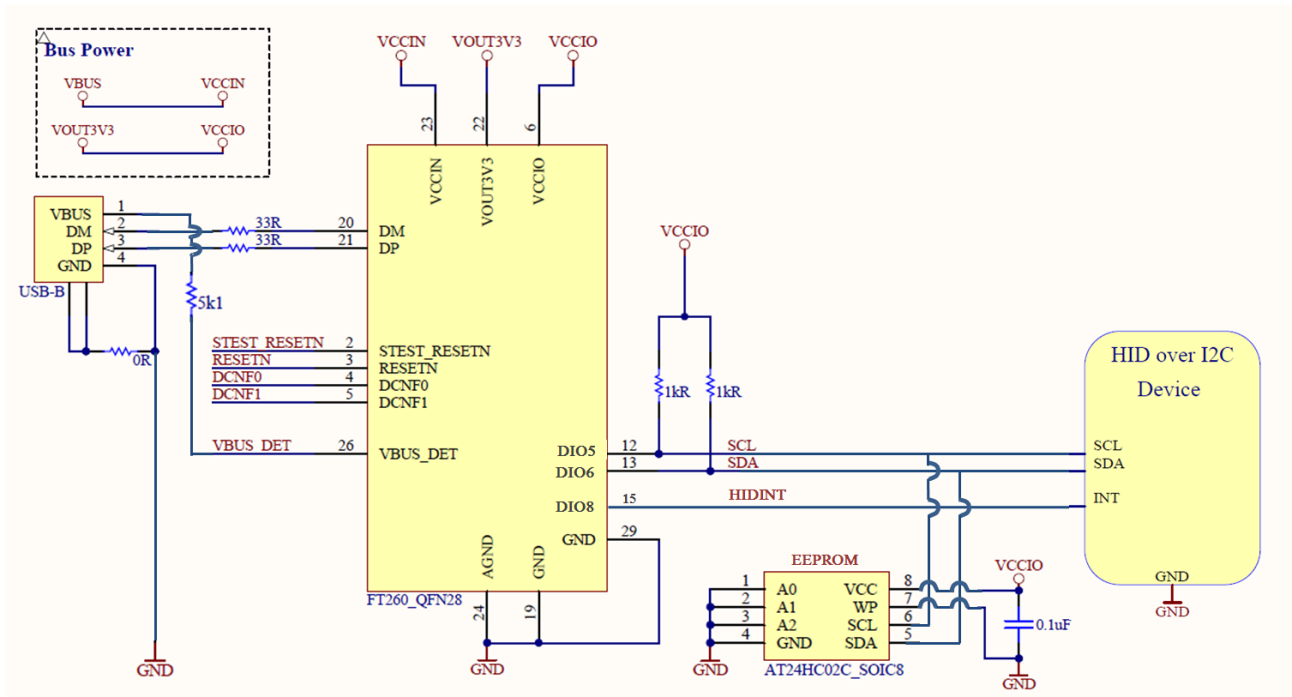 Bus Power
VBUS VCCIN
VOUT3V3 VCCIO
VCCIN VOUT3V3 VCCIO
23 22 6
VCCIN VOUT3V3 VCCIO
VBUS 1
DM 2 33R 20 DM
DP 3 33R 21 DP
GND 4
USB-B
5k1
0R
STEST_RESETN 2 STEST_RESETN
RESETN 3 RESETN
DCNF0 4 DCNF0
DCNF1 5 DCNF1
VBUS DET 26 VBUS_DET
GND
VCCIO
1kR 1kR
DIO5 12 SCL
DIO6 13 SDA
DIO8 15 HIDINT
GND 29
AGND GND
24 19
FT260_QFN28
GND
HID over I2C
Device
SCL
SDA
INT
GND
GND
EEPROM
1 A0 VCC 8
2 A1 WP 7
3 A2 SCL 6
4 GND SDA 5
AT24HC02C_SOIC8
GND
VCCIO
0.1uF
GND